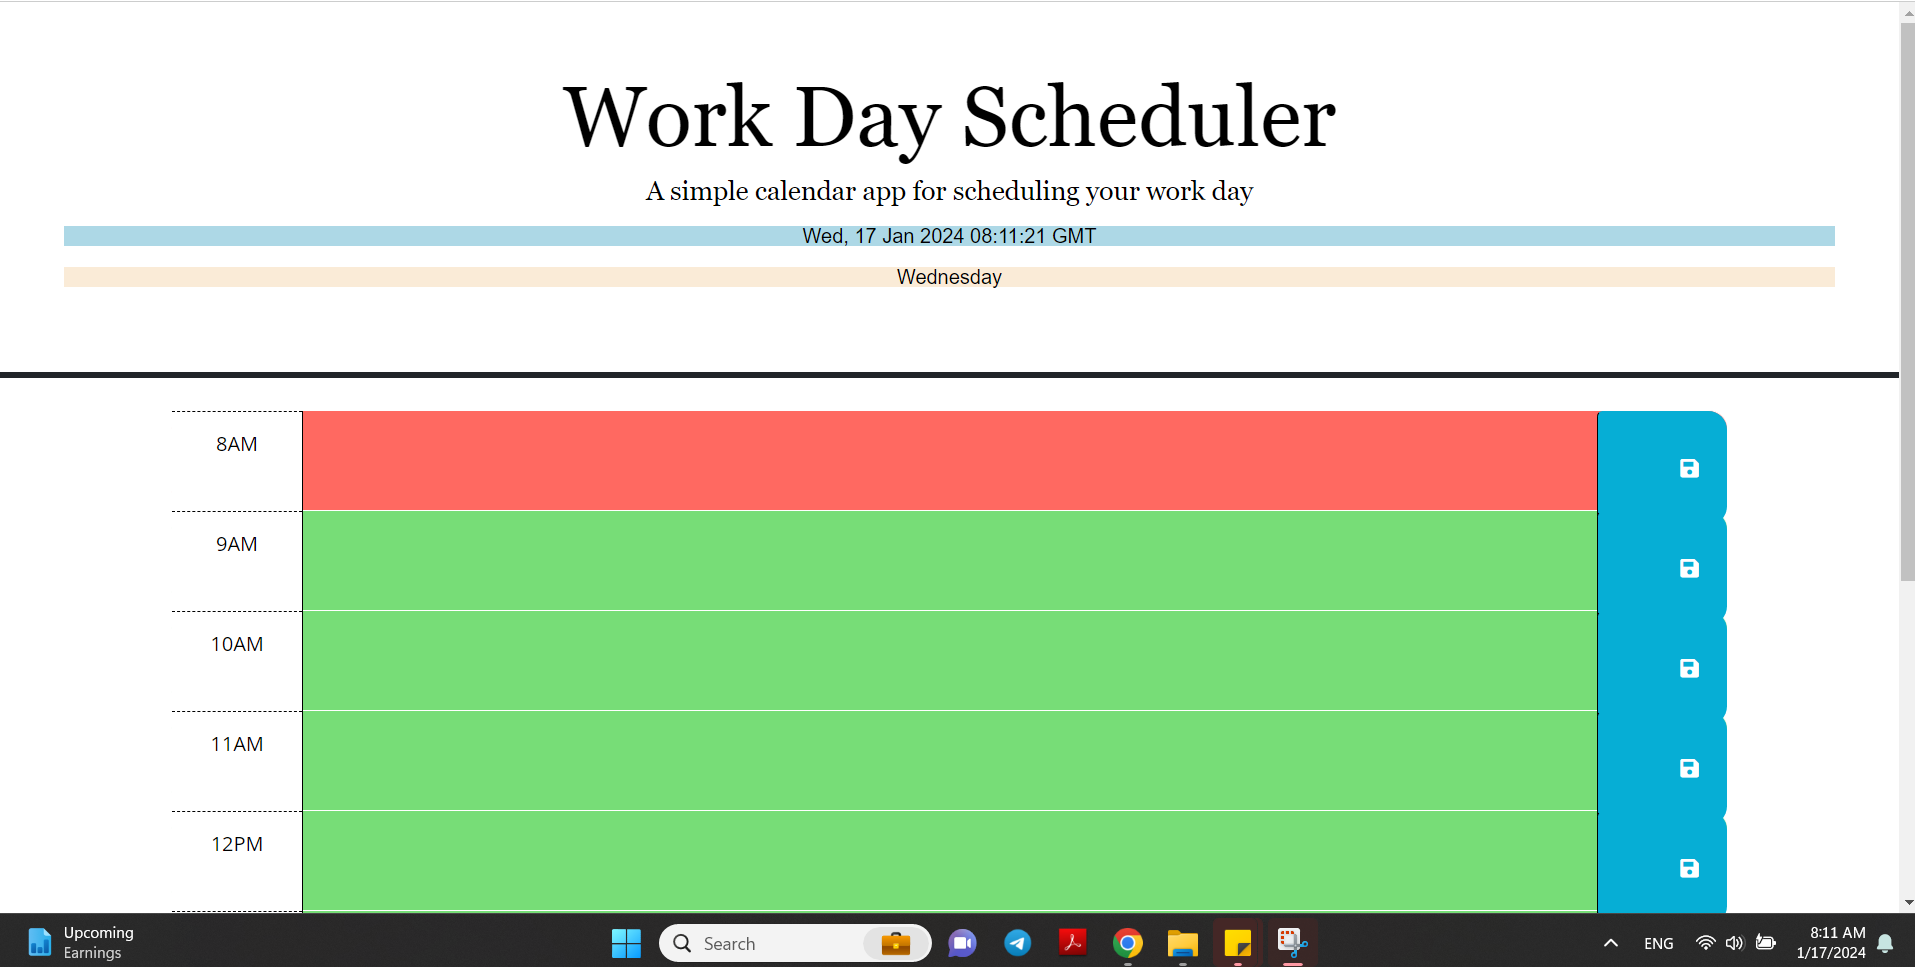 Work Day Scheduler
A simple calendar app for scheduling your work day
Wed, 17 Jan 2024 08:11:21 GMT
Wednesday
8AM
9AM
10AM
11AM
12PM
Upcoming
Earnings
Search
ENG
8:11 AM
1/17/2024